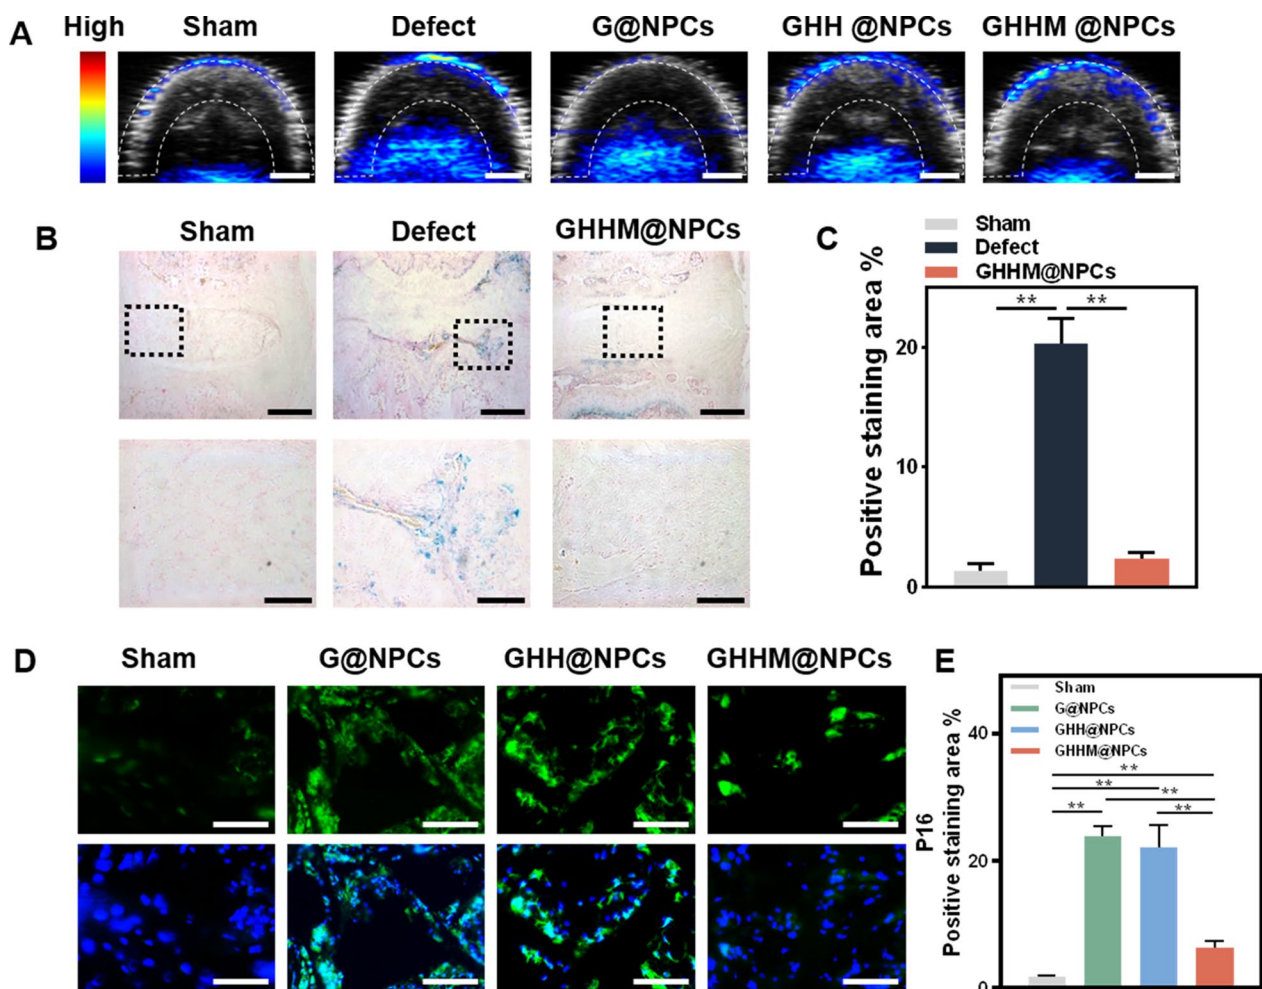 A
High Sham Defect G@NPCs GHH @NPCs GHHM @NPCs
B
Sham Defect GHHM@NPCs
C
Sham
Defect
GHHM@NPCs
Positive staining area %
** **
20
10
0
D
Sham G@NPCs GHH@NPCs GHHM@NPCs
E
Sham
G@NPCs
GHH@NPCs
GHHM@NPCs
P16
Positive staining area %
40
20
0
**
**
**
**
**